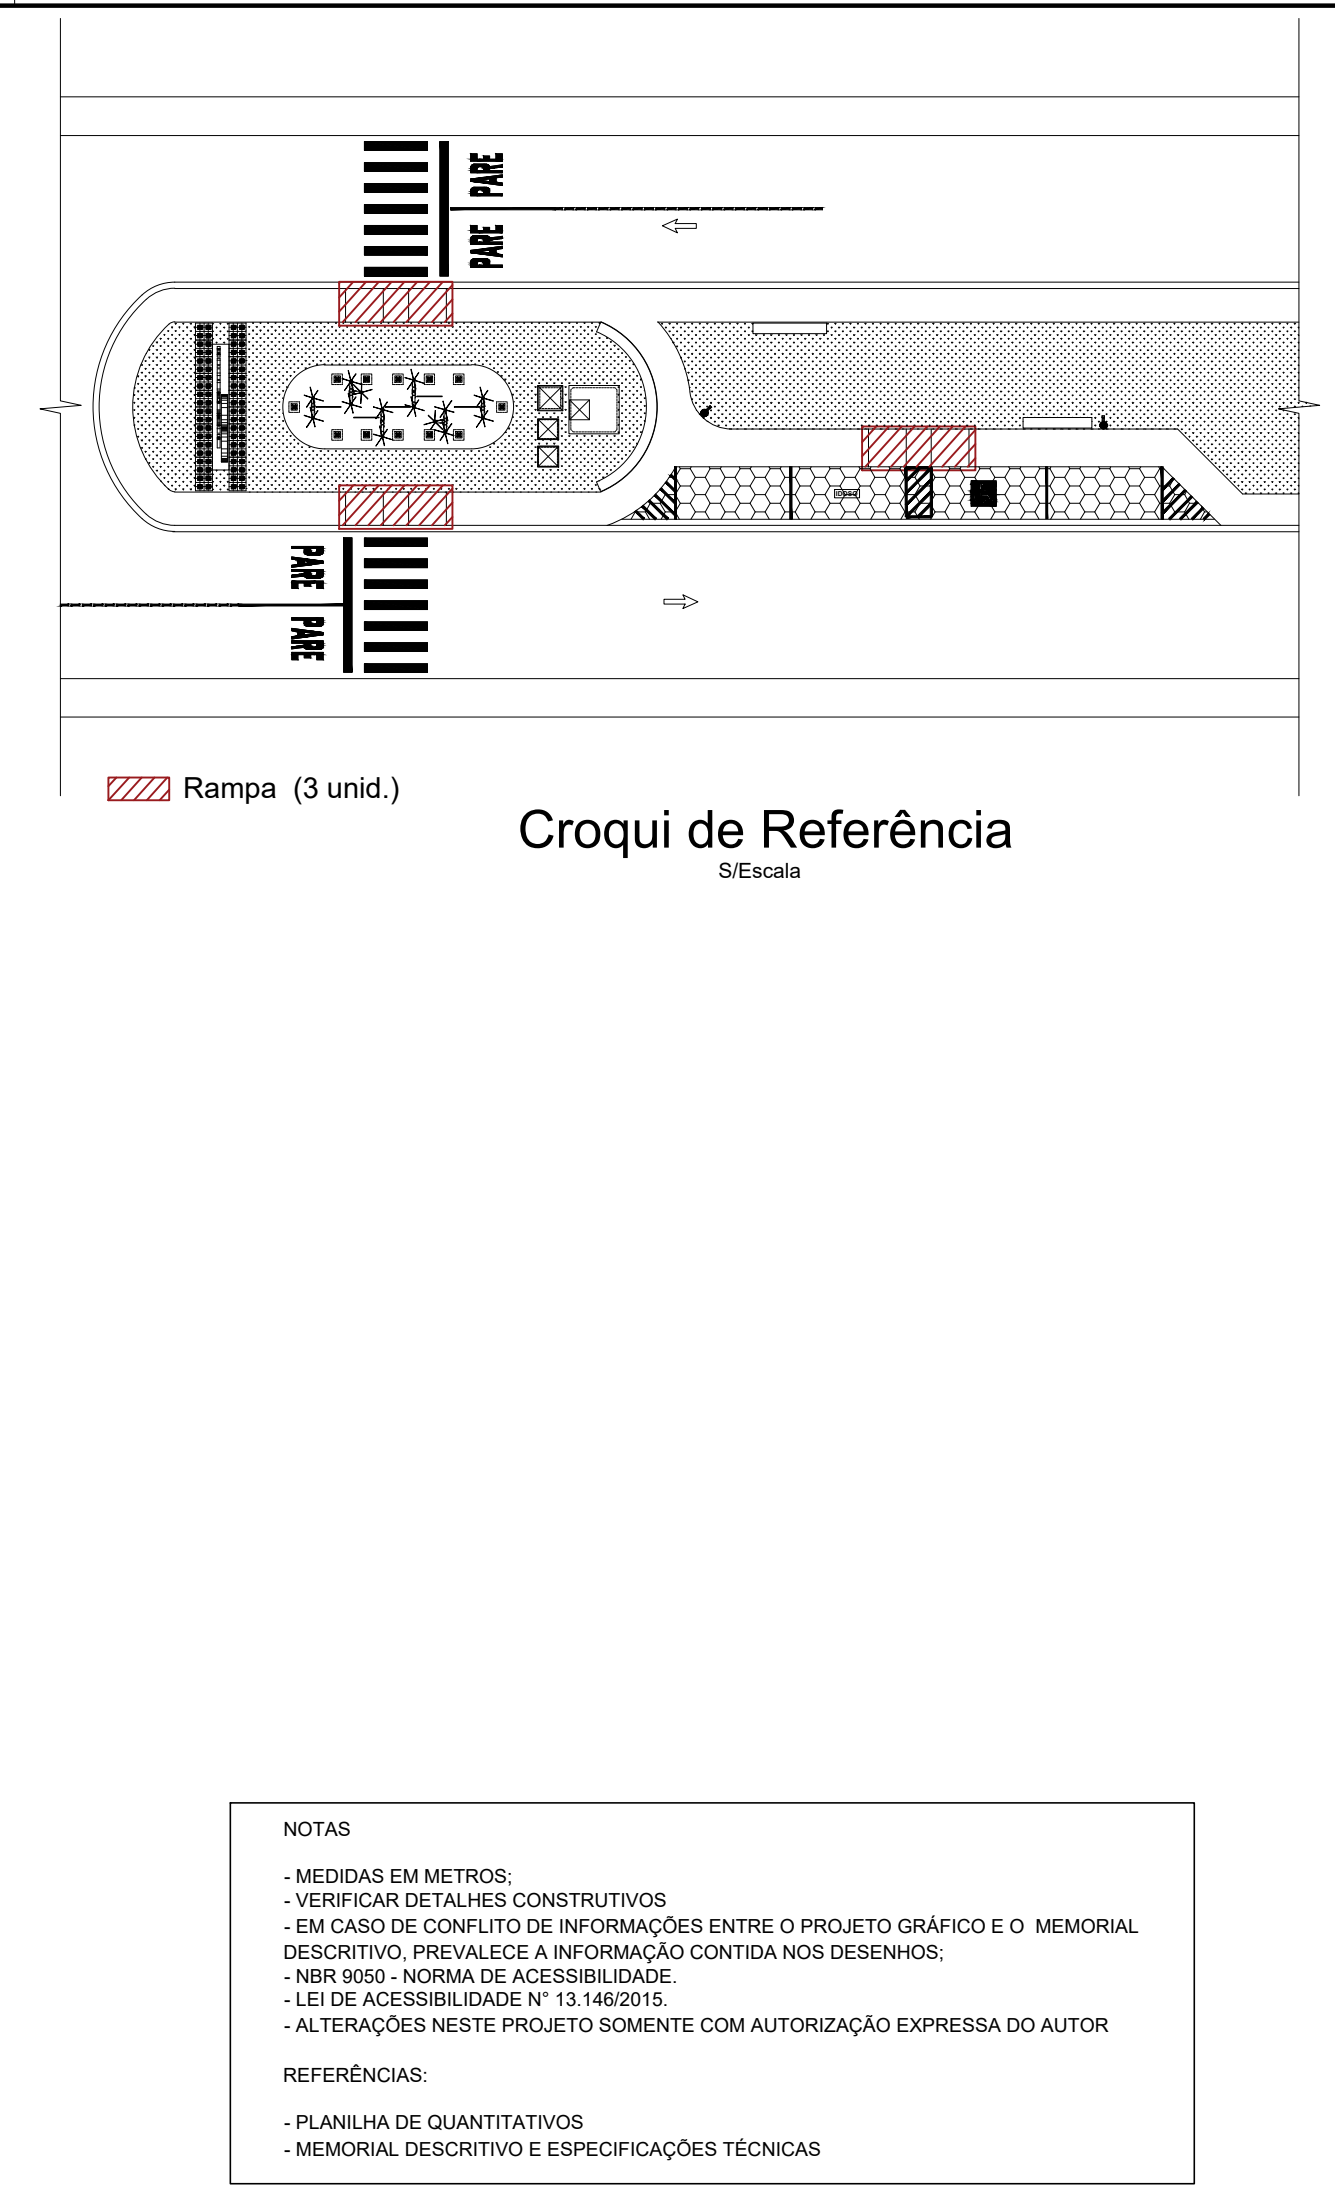 PARE
PARE
IDOSO
PARE
PARE
Rampa (3 unid.)
Croqui de Referência
S/Escala
NOTAS
- MEDIDAS EM METROS;
- VERIFICAR DETALHES CONSTRUTIVOS
- EM CASO DE CONFLITO DE INFORMAÇÕES ENTRE O PROJETO GRÁFICO E O MEMORIAL
DESCRITIVO, PREVALECE A INFORMAÇÃO CONTIDA NOS DESENHOS;
- NBR 9050 - NORMA DE ACESSIBILIDADE.
- LEI DE ACESSIBILIDADE N° 13.146/2015.
- ALTERAÇÕES NESTE PROJETO SOMENTE COM AUTORIZAÇÃO EXPRESSA DO AUTOR
REFERÊNCIAS:
- PLANILHA DE QUANTITATIVOS
- MEMORIAL DESCRITIVO E ESPECIFICAÇÕES TÉCNICAS